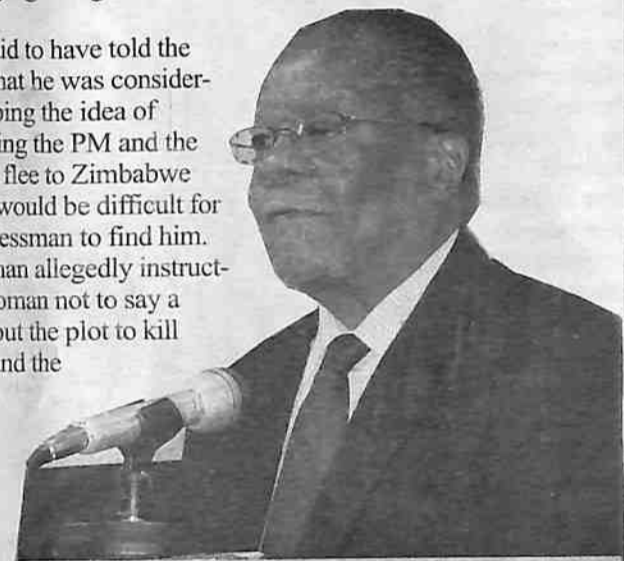 id to have told the
hat he was consider-
ping the idea of
ing the PM and the
flee to Zimbabwe
would be difficult for
essman to find him.
nan allegedly instruct-
oman not to say a
out the plot to kill
nd the